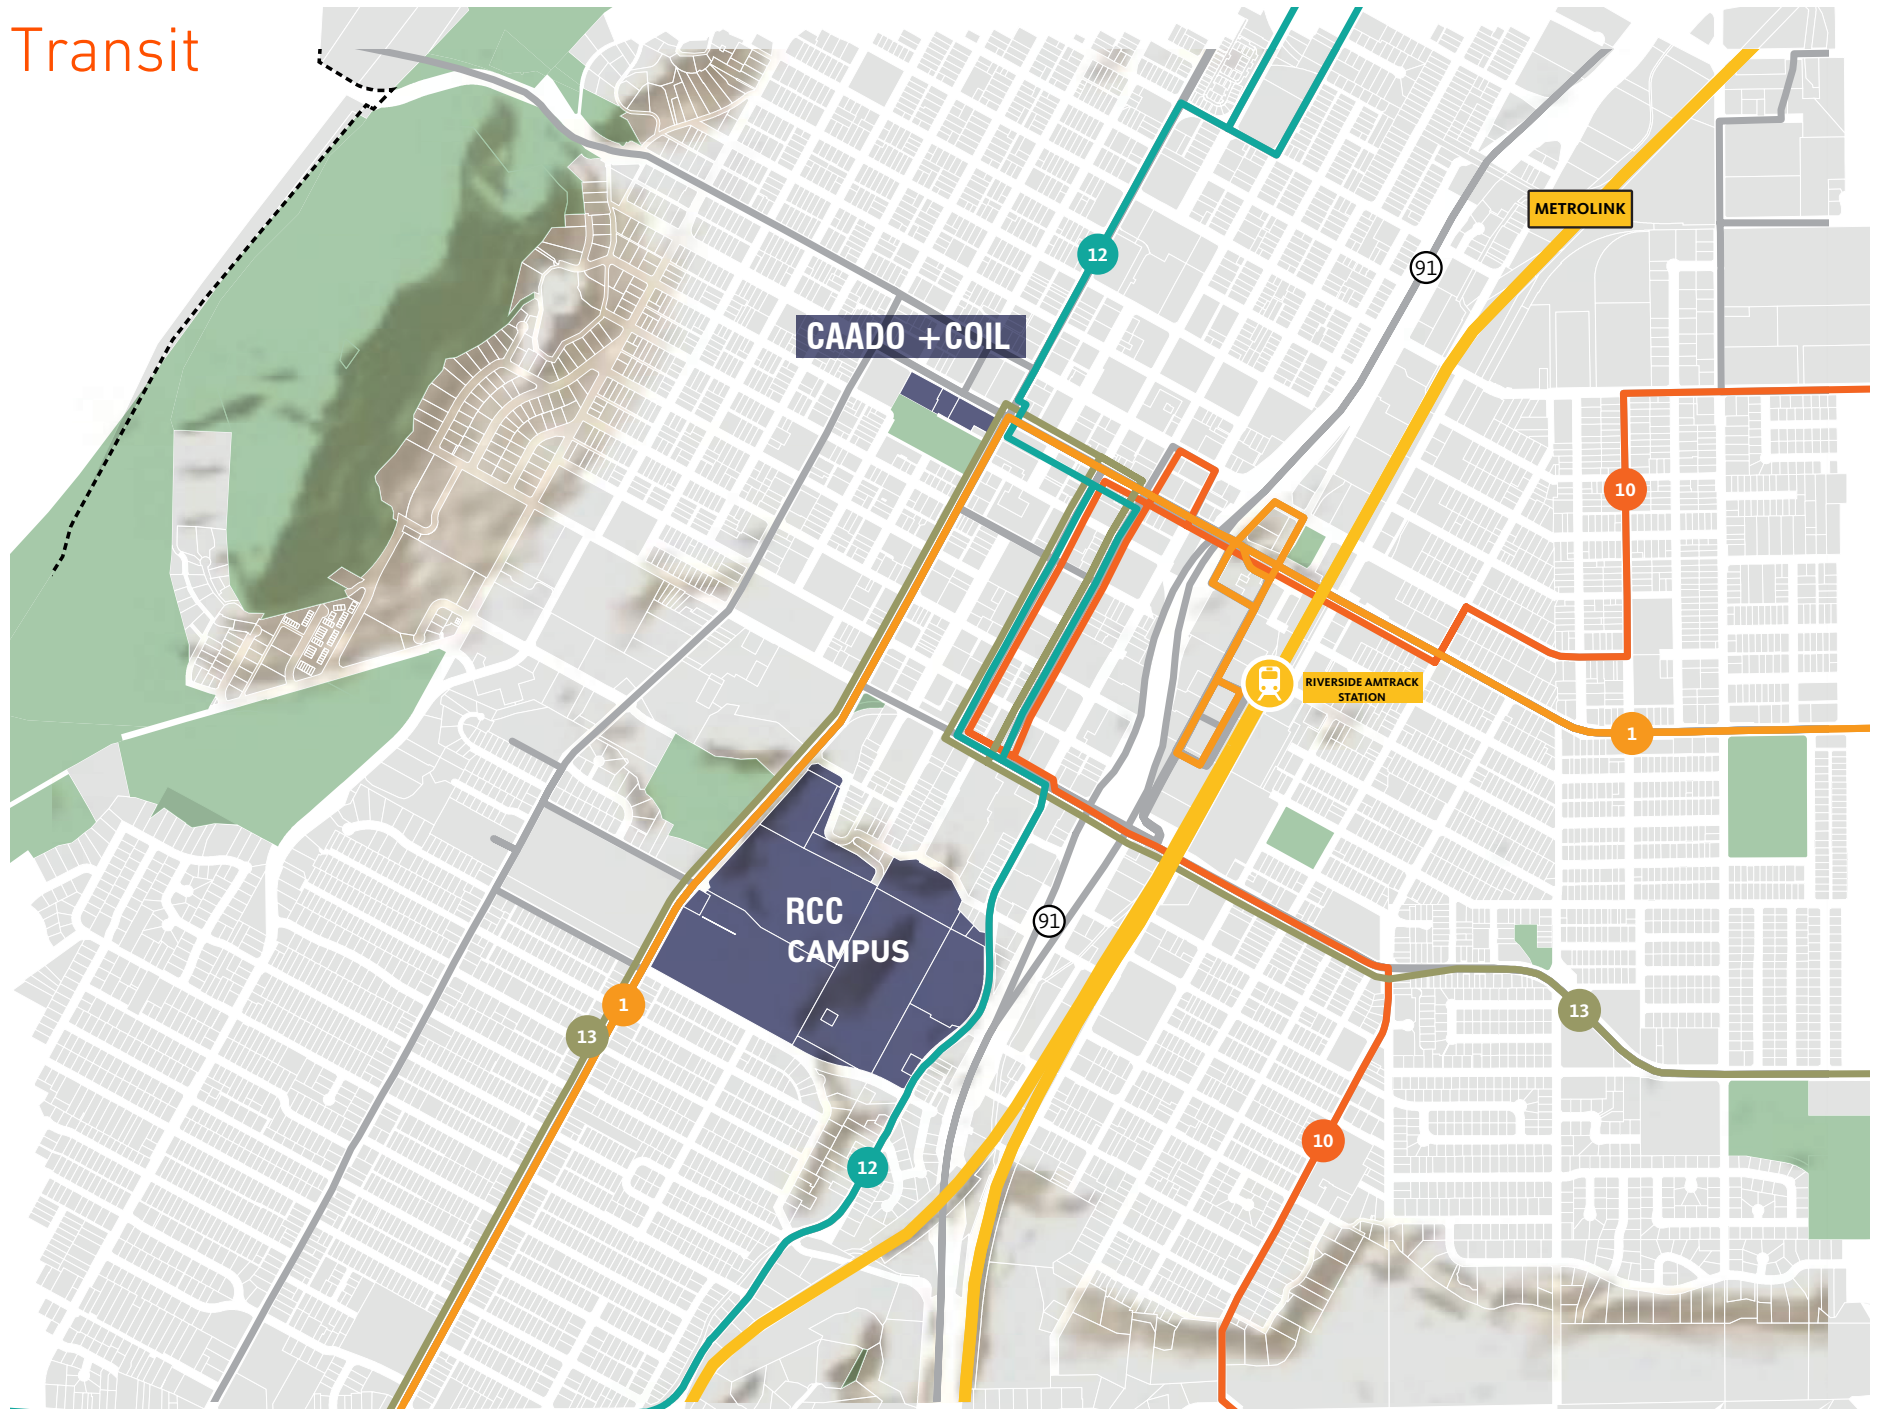 Transit
METROLINK
12
91
CAADO +COIL
10
RIVERSIDE AMTRACK
STATION
1
RCC
CAMPUS
91
1
13
13
10
12